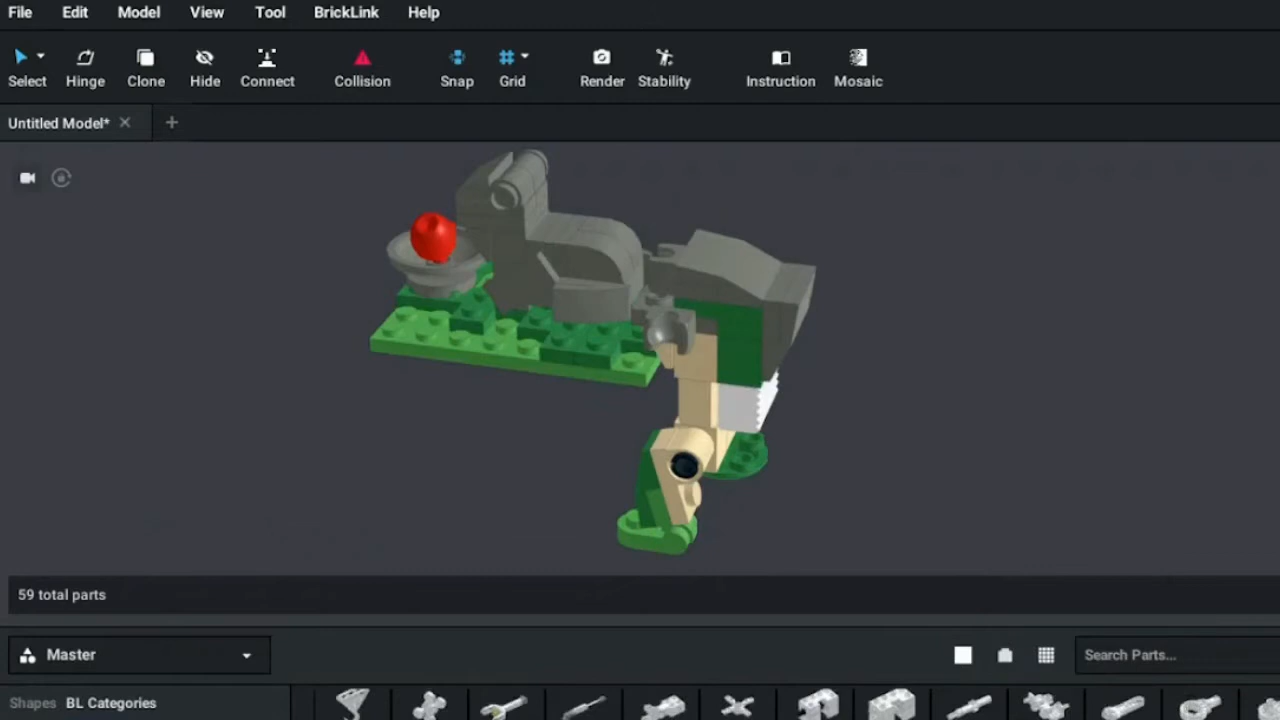 File Edit Model View Tool BrickLink Help
Select Hinge Clone Hide Connect Collision Snap Grid Render Stability Instruction Mosaic
Untitled Model*
59 total parts
Master
Search Parts...
Shapes BL Categories